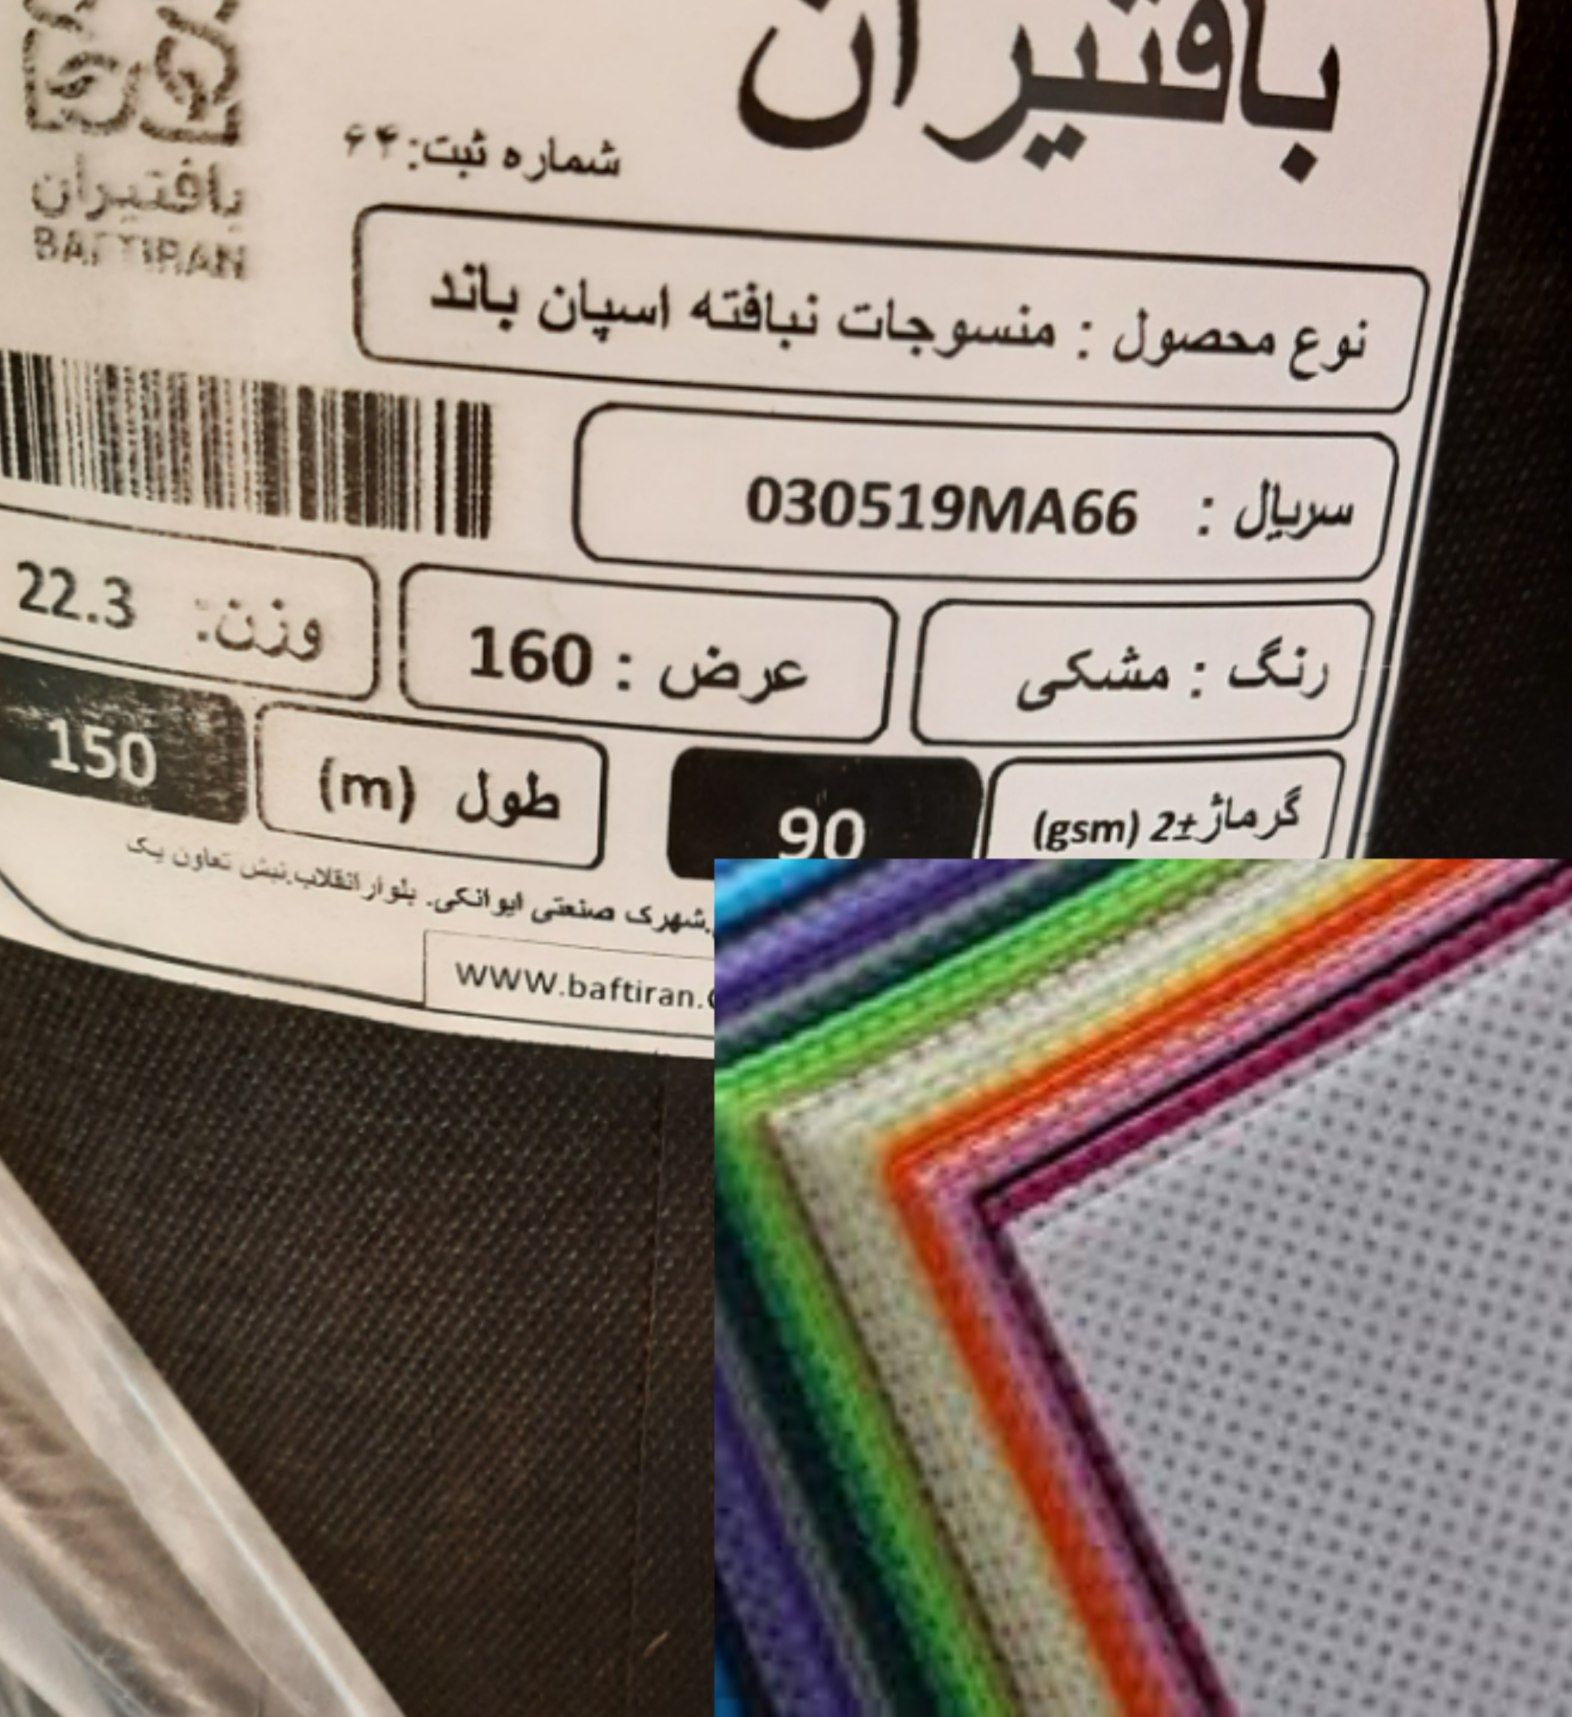 بافتیران
شماره ثبت:۶۴
بافتیران
BAFTIRAN
نوع محصول : منسوجات نبافته اسپان باند
سریال : 030519MA66
رنگ : مشکی
عرض : 160
وزن: 22.3
گرماژ±2 (gsm) 90
طول (m) 150
شهرک صنعتی ایوانکی. بلوار انقلاب.نبش تعاون یک
WWW.baftiran.